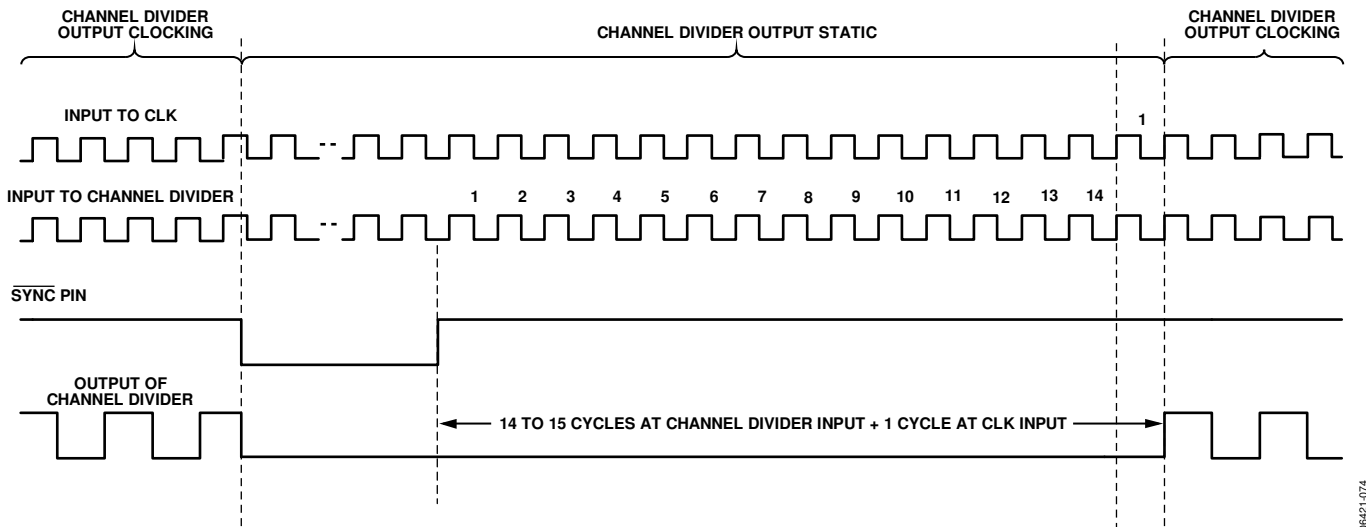 CHANNEL DIVIDER
OUTPUT CLOCKING
CHANNEL DIVIDER OUTPUT STATIC
CHANNEL DIVIDER
OUTPUT CLOCKING
INPUT TO CLK
1
INPUT TO CHANNEL DIVIDER
1 2 3 4 5 6 7 8 9 10 11 12 13 14
SYNC PIN
OUTPUT OF
CHANNEL DIVIDER
14 TO 15 CYCLES AT CHANNEL DIVIDER INPUT + 1 CYCLE AT CLK INPUT
06421-074